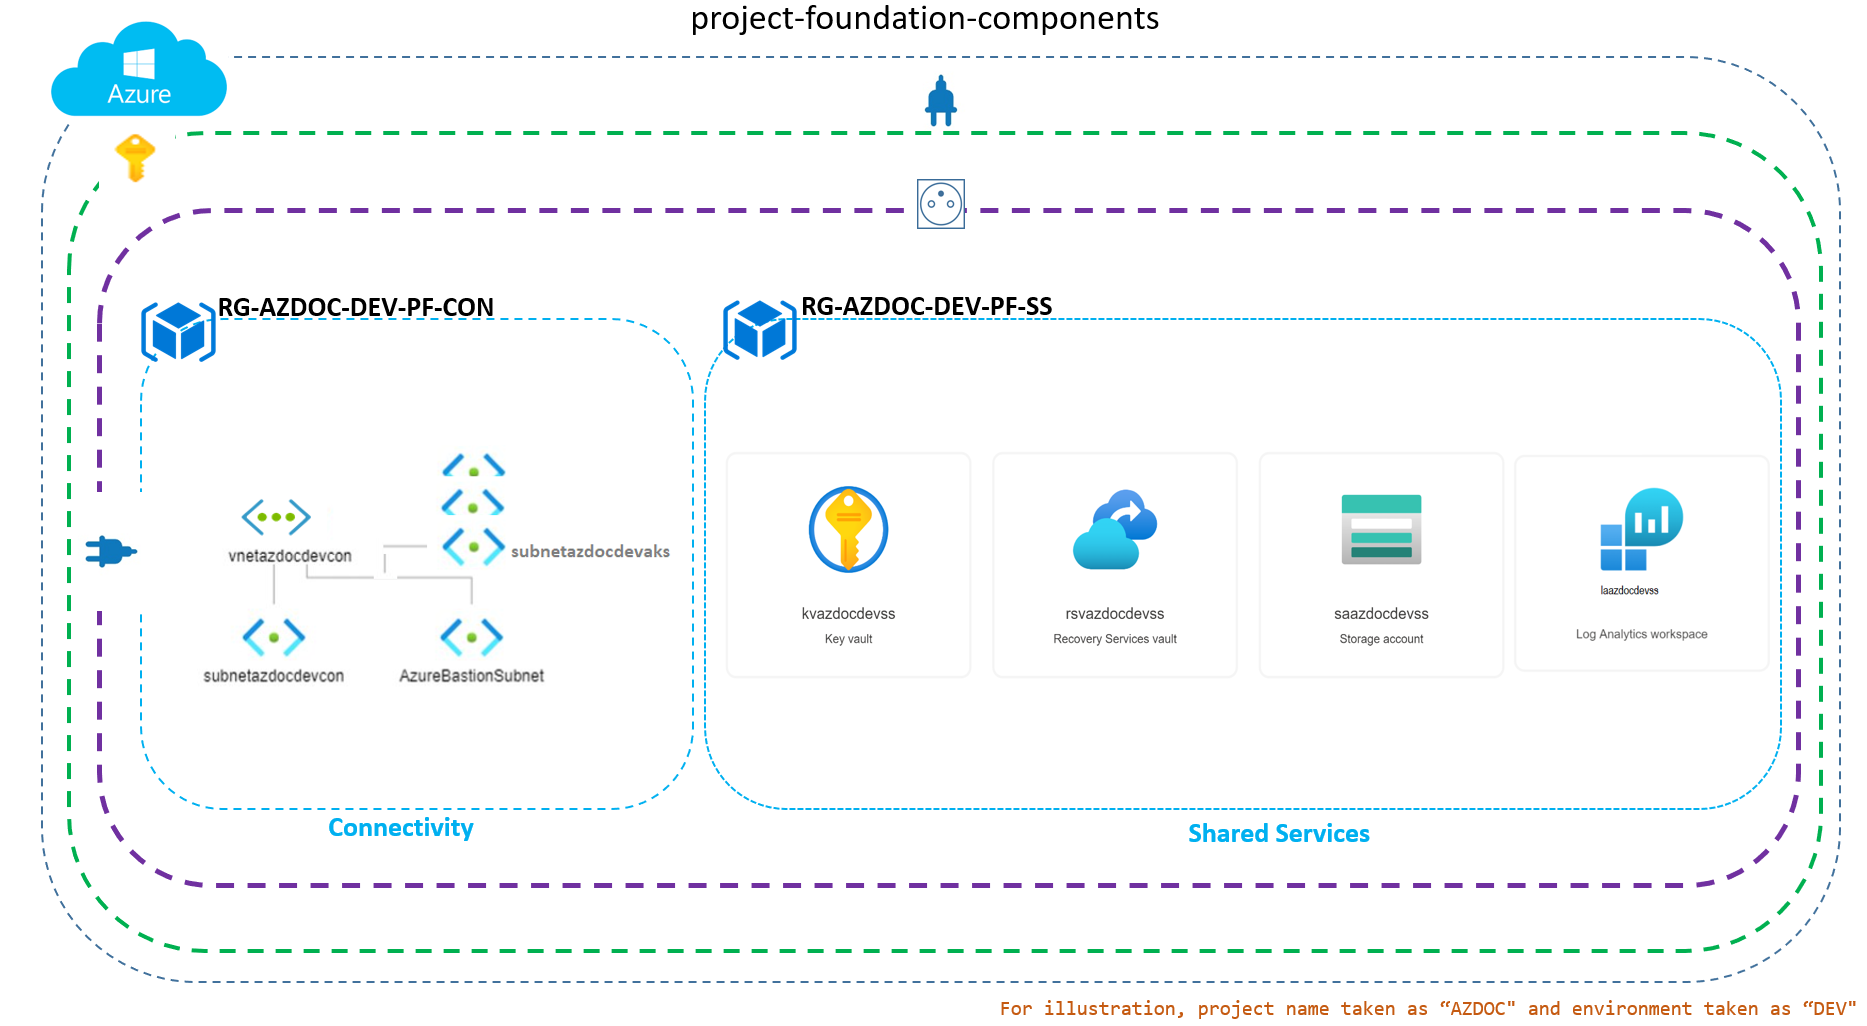 project-foundation-components
Azure
RG-AZDOC-DEV-PF-CON
RG-AZDOC-DEV-PF-SS
vnetazdocdevcon
subnetazdocdevaks
subnetazdocdevcon
AzureBastionSubnet
kvazdocdevss
Key vault
rsvazdocdevss
Recovery Services vault
saazdocdevss
Storage account
laazdocdevss
Log Analytics workspace
Connectivity
Shared Services
For illustration, project name taken as “AZDOC" and environment taken as “DEV"